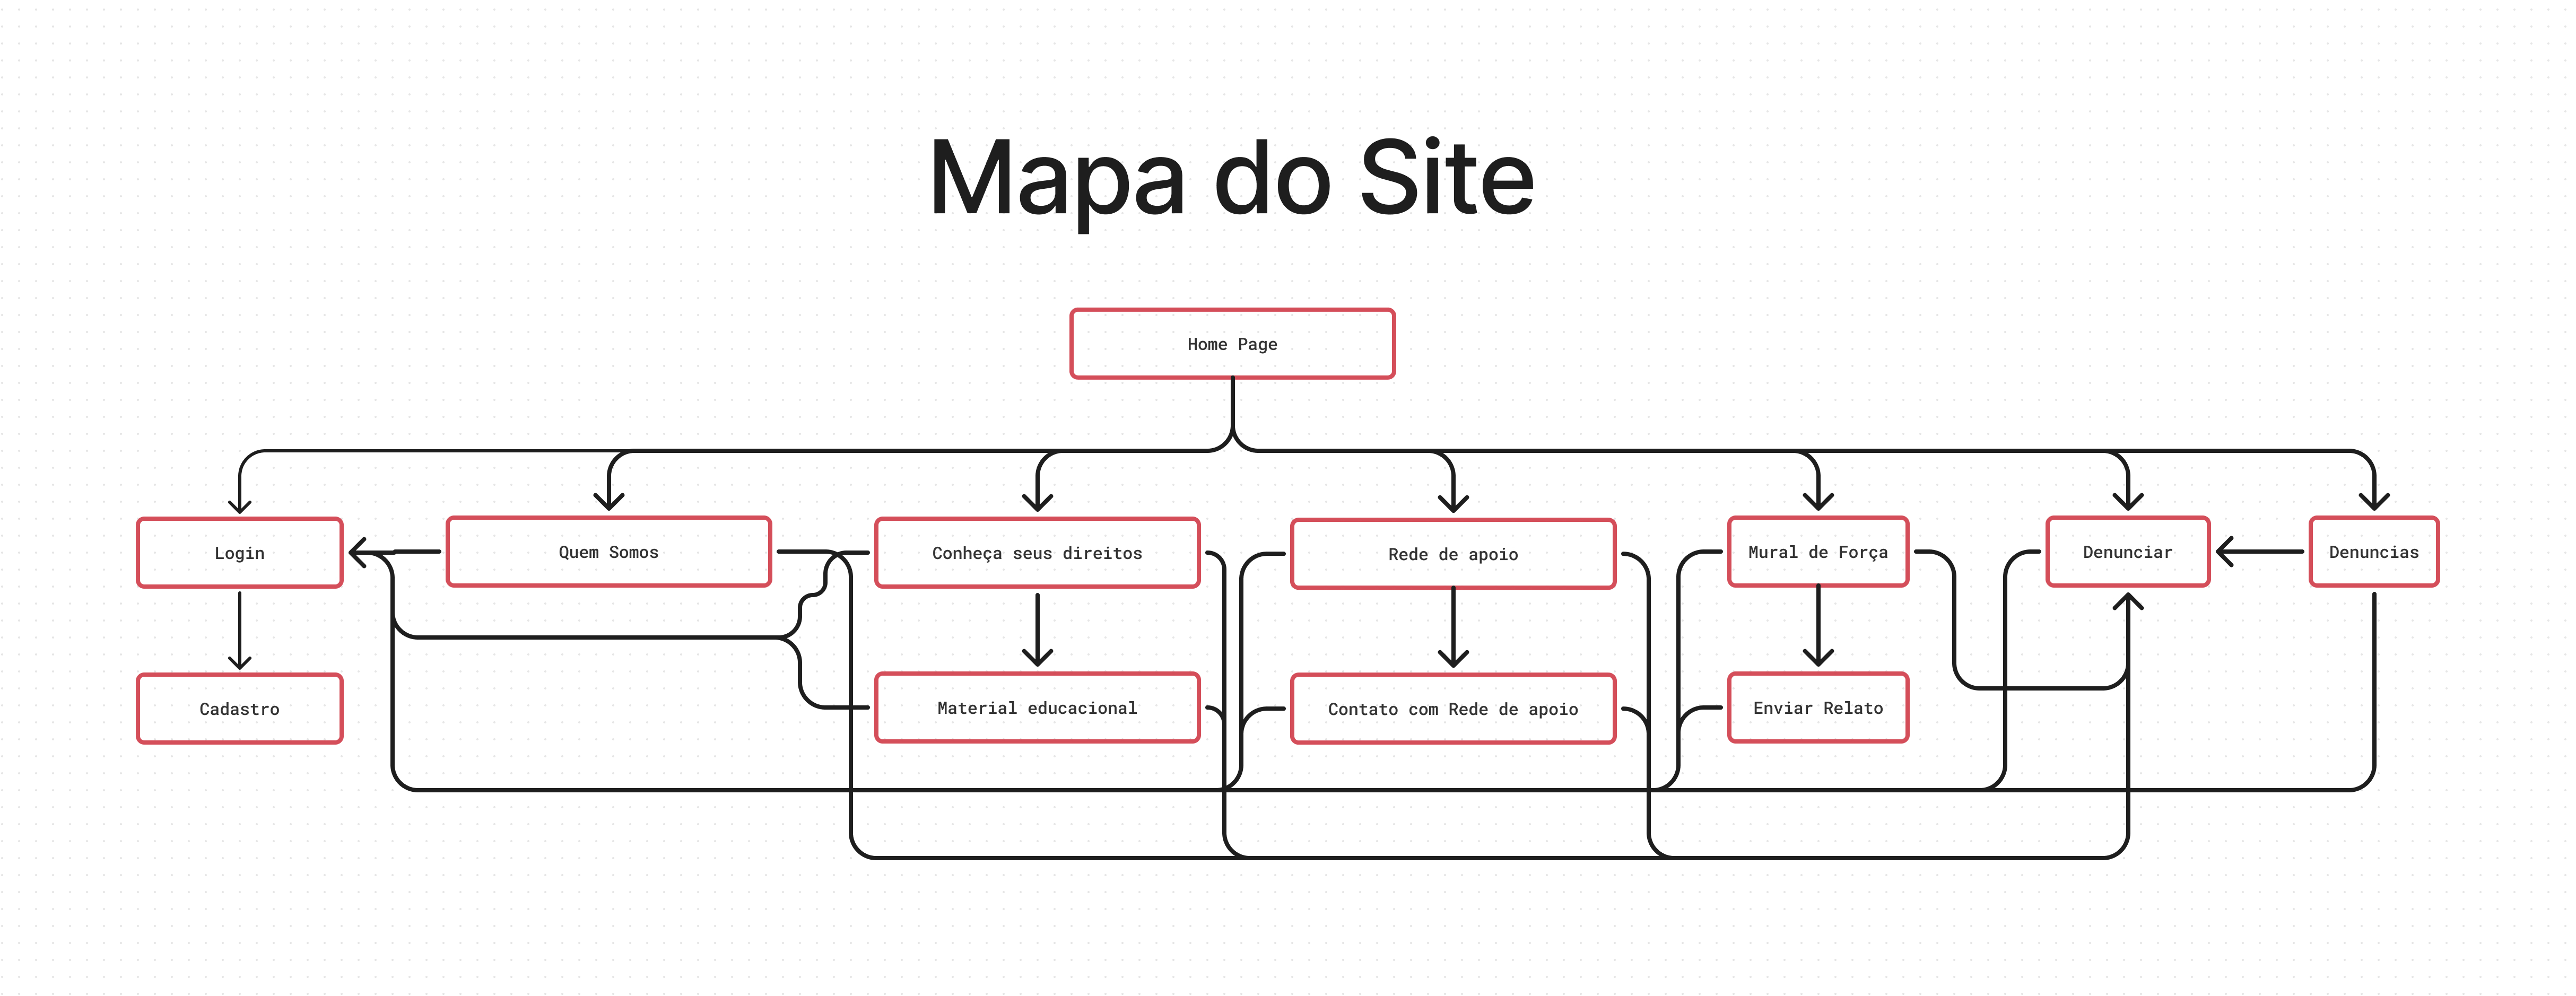 Mapa do Site
Home Page
Login
Quem Somos
Conheça seus direitos
Rede de apoio
Mural de Força
Denunciar
Denuncias
Cadastro
Material educacional
Contato com Rede de apoio
Enviar Relato